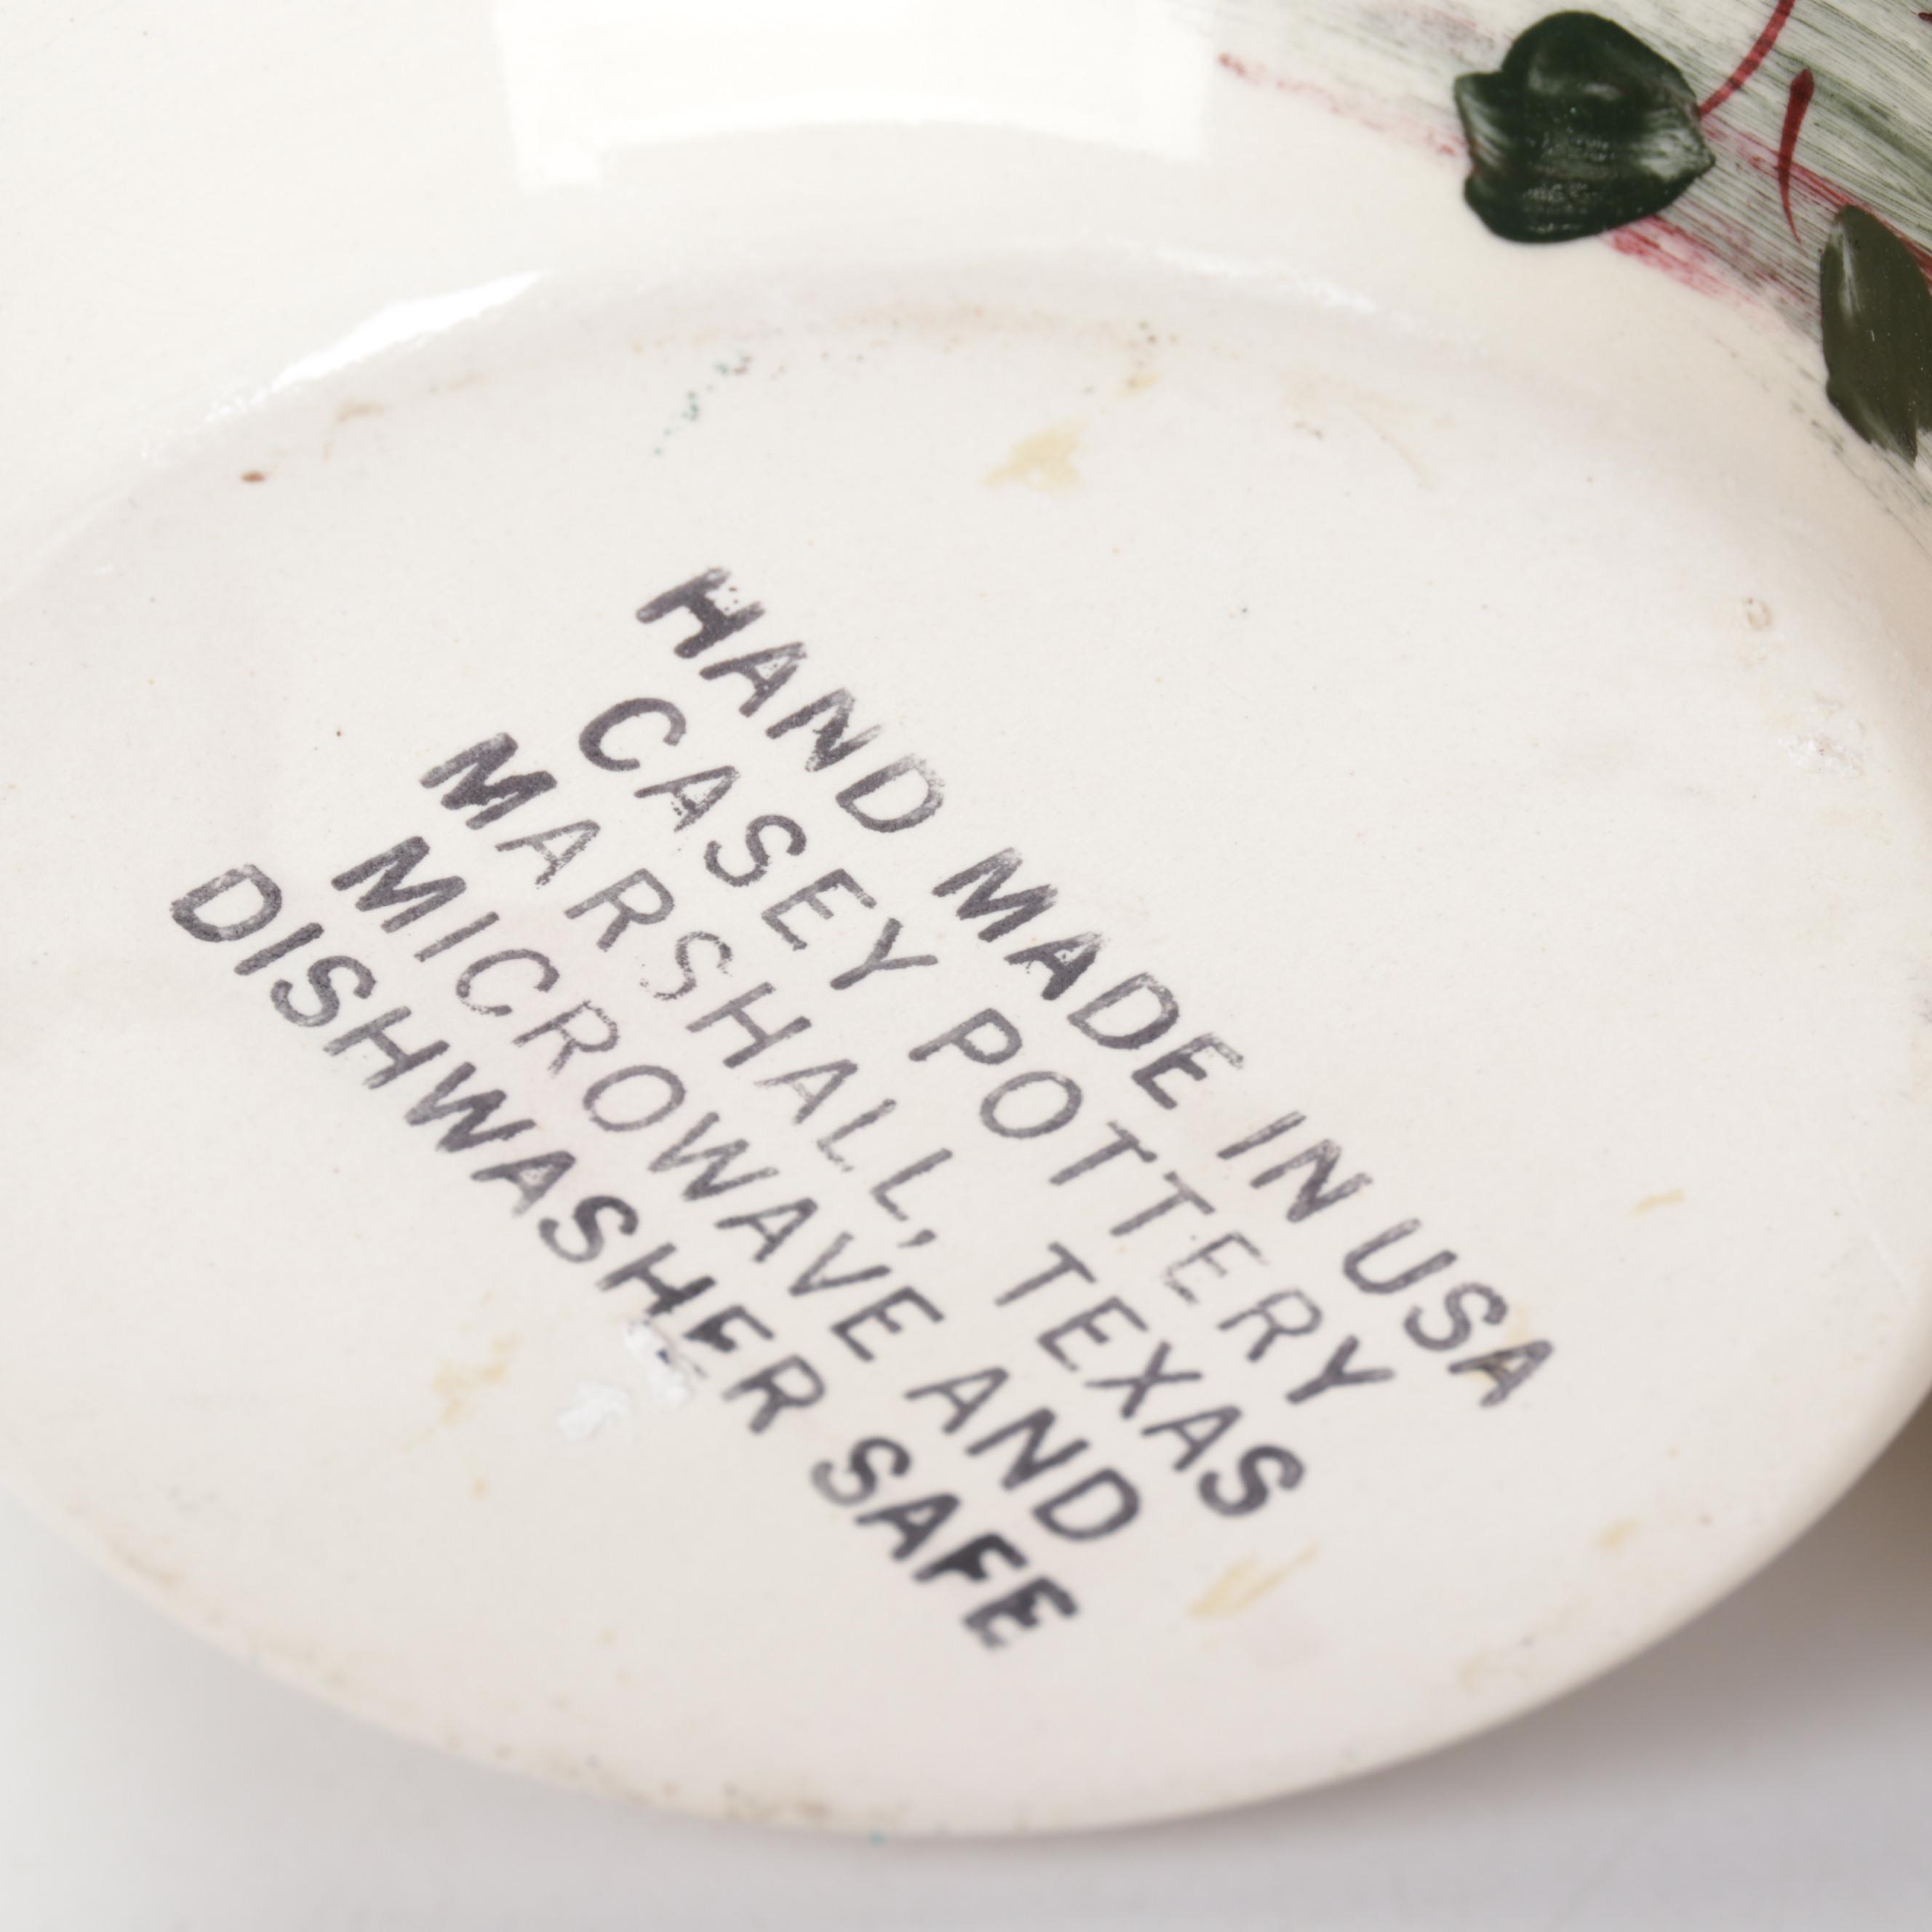 HAND MADE IN USA
CASEY POTTERY
MARSHALL, TEXAS
MICROWAVE AND
DISHWASHER SAFE